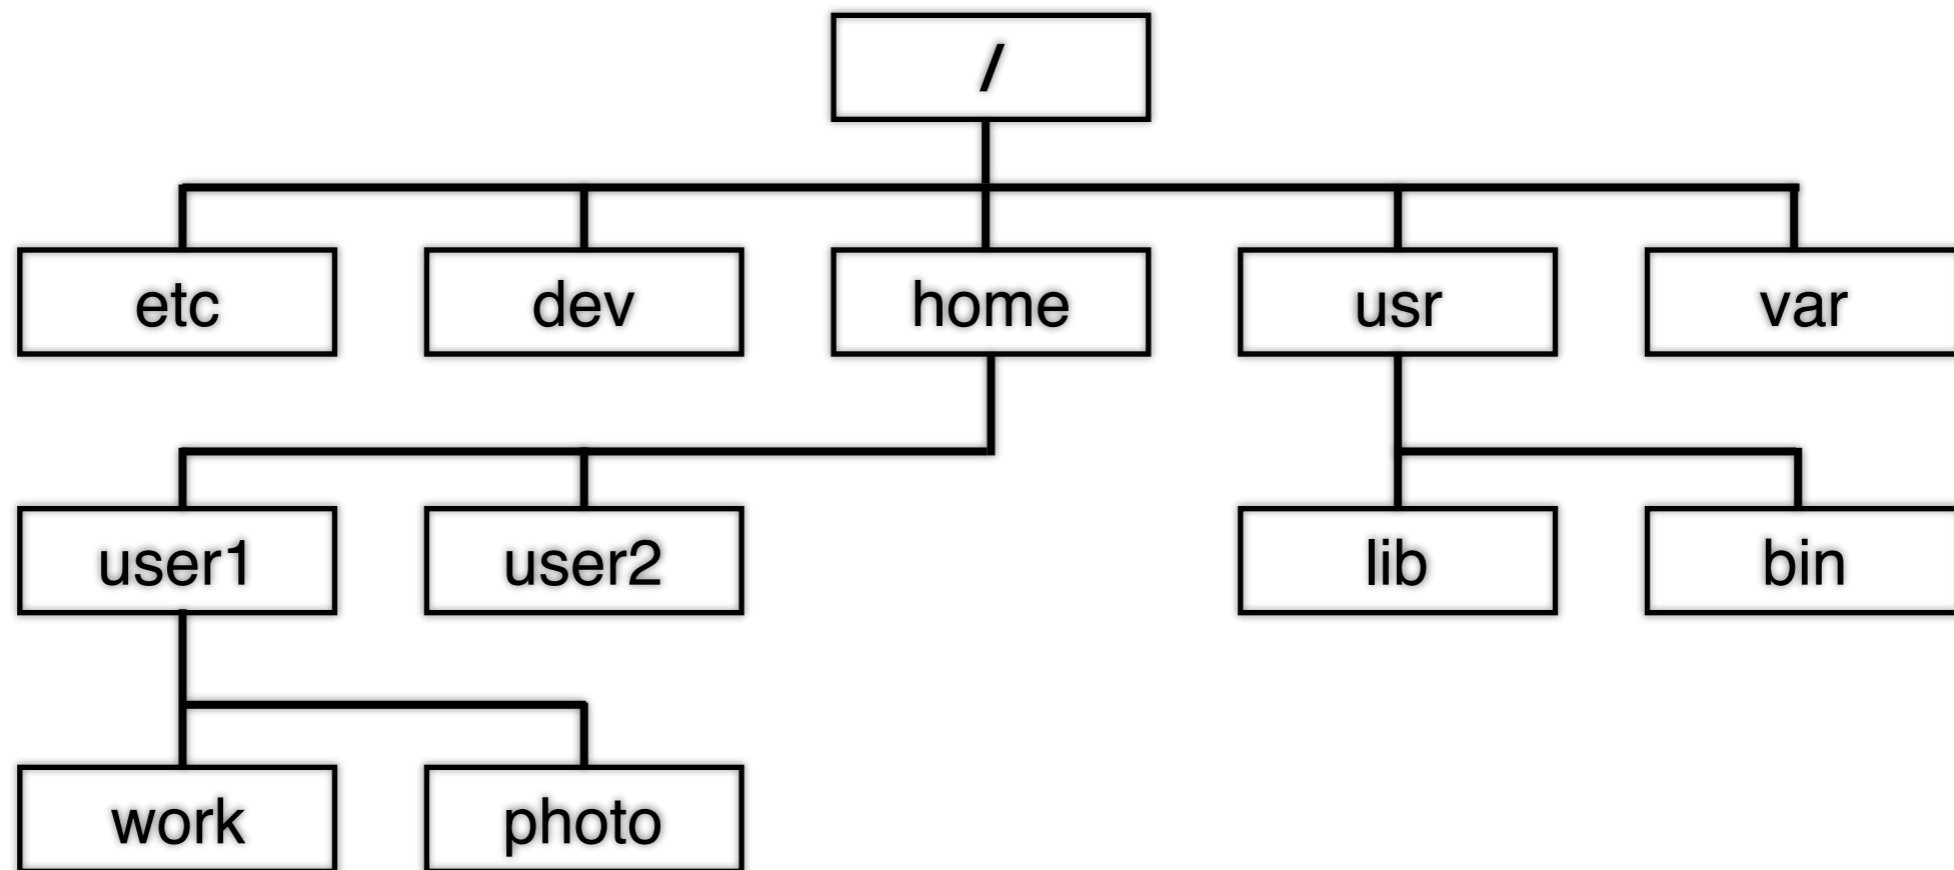 /
etc dev home usr var
user1 user2 lib bin
work photo